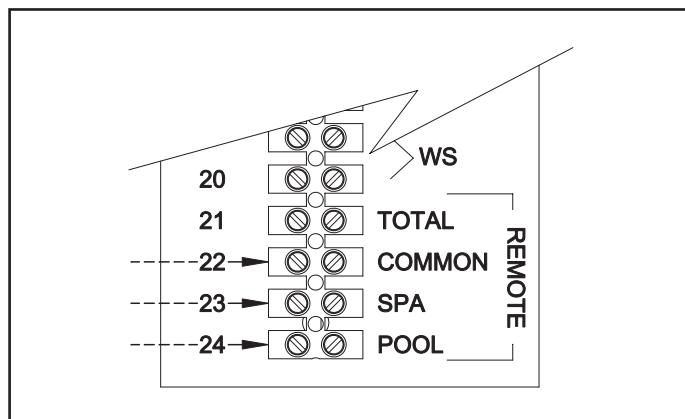 WS
20
21 TOTAL
22 COMMON
23 SPA
24 POOL
REMOTE